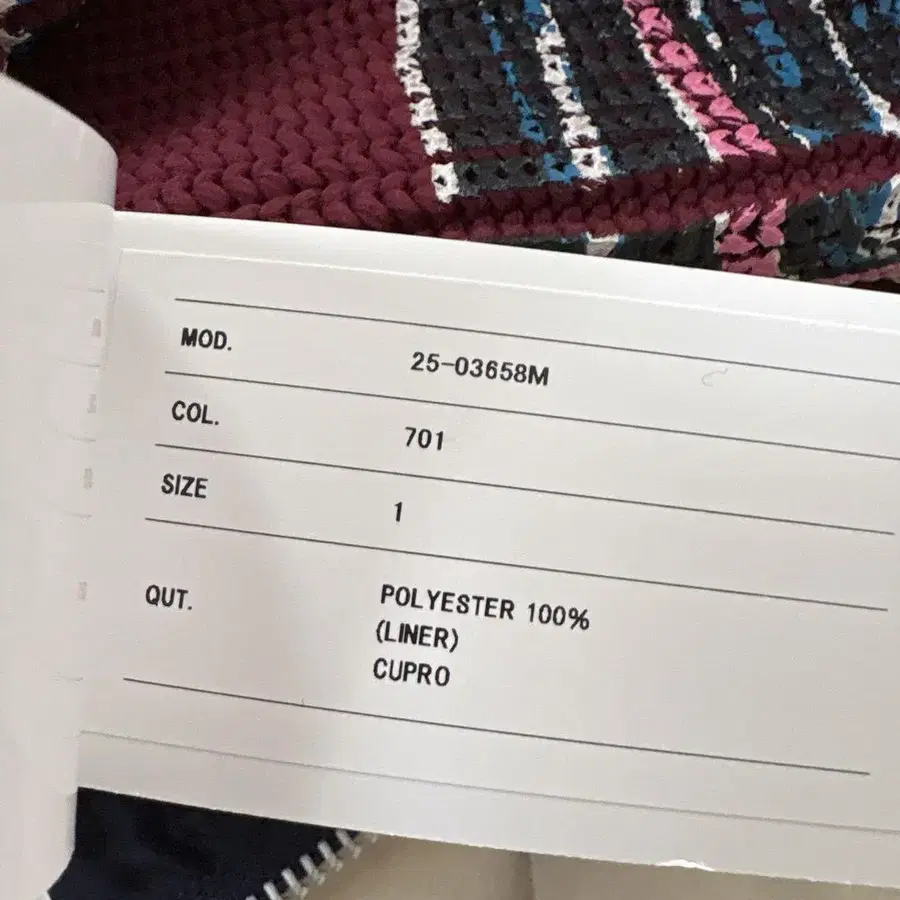 MOD. 25-03658M
COL. 701
SIZE 1
QUT. POLYESTER 100%
(LINER)
CUPRO